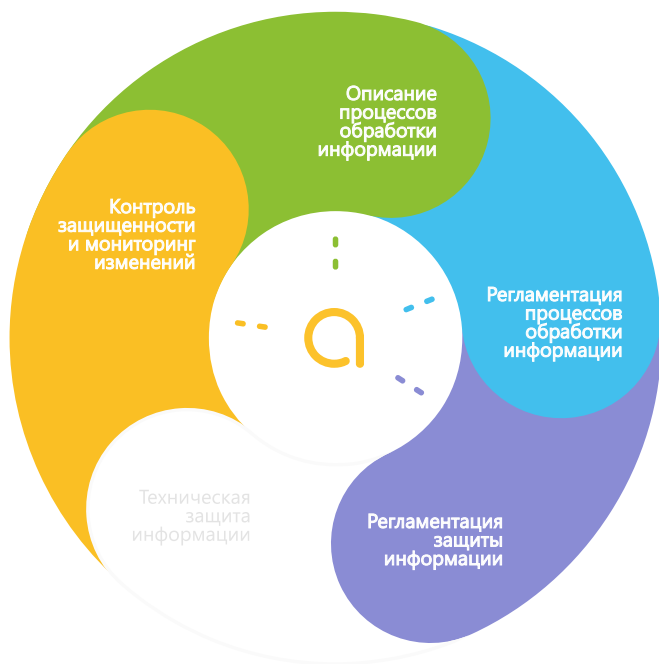 Описание
процессов
обработки
информации
Регламентация
процессов
обработки
информации
Регламентация
защиты
информации
Техническая
защита
информации
Контроль
защищенности
и мониторинг
изменений